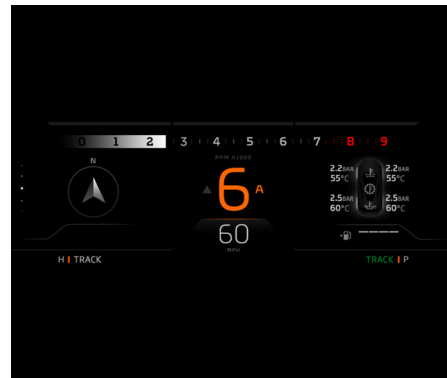 0 1 2 3 4 5 6 7 8 9
RPM X1000
N
6 A
2.2BAR 2.2BAR
55°C 55°C
2.5BAR 2.5BAR
60°C 60°C
60
MPH
H I TRACK
TRACK I P